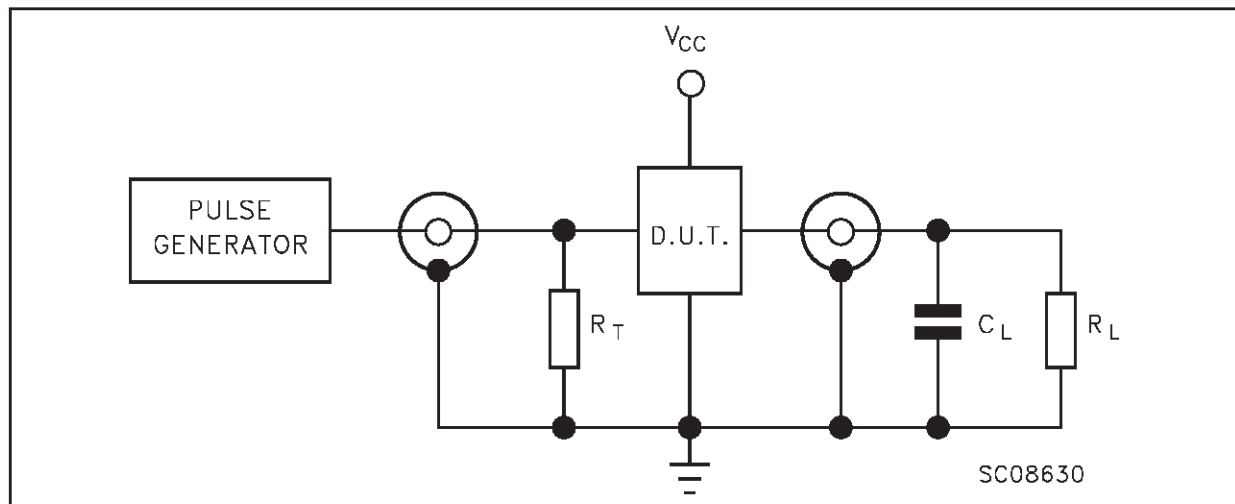 VCC
PULSE
GENERATOR
D.U.T.
RT
CL
RL
SC08630